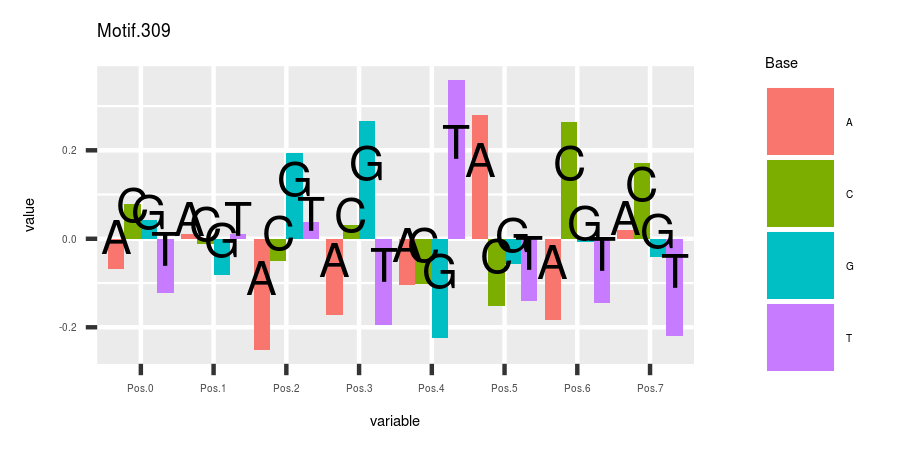 Motif.309
Base
A
C
G
T
value
0.2
0.0
-0.2
A C G T A C G T A C G T A C G T A C G T A C G T A C G T A C G T
Pos.0 Pos.1 Pos.2 Pos.3 Pos.4 Pos.5 Pos.6 Pos.7
variable